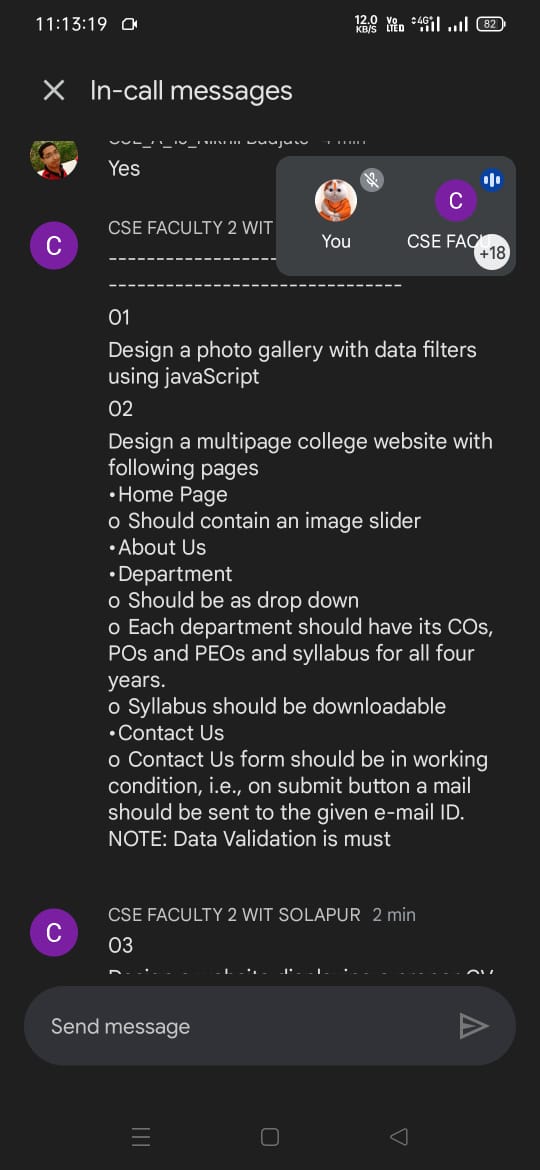 11:13:19
12.0 KB/S Vo LTED 4G+ 82
In-call messages
Yes
CSE FACULTY 2 WIT
You
CSE FACU
+18
--------------------
-------------------------------
01
Design a photo gallery with data filters
using javaScript
02
Design a multipage college website with
following pages
•Home Page
o Should contain an image slider
•About Us
•Department
o Should be as drop down
o Each department should have its COs,
POs and PEOs and syllabus for all four
years.
o Syllabus should be downloadable
•Contact Us
o Contact Us form should be in working
condition, i.e., on submit button a mail
should be sent to the given e-mail ID.
NOTE: Data Validation is must
C
C
CSE FACULTY 2 WIT SOLAPUR 2 min
C
03
Send message